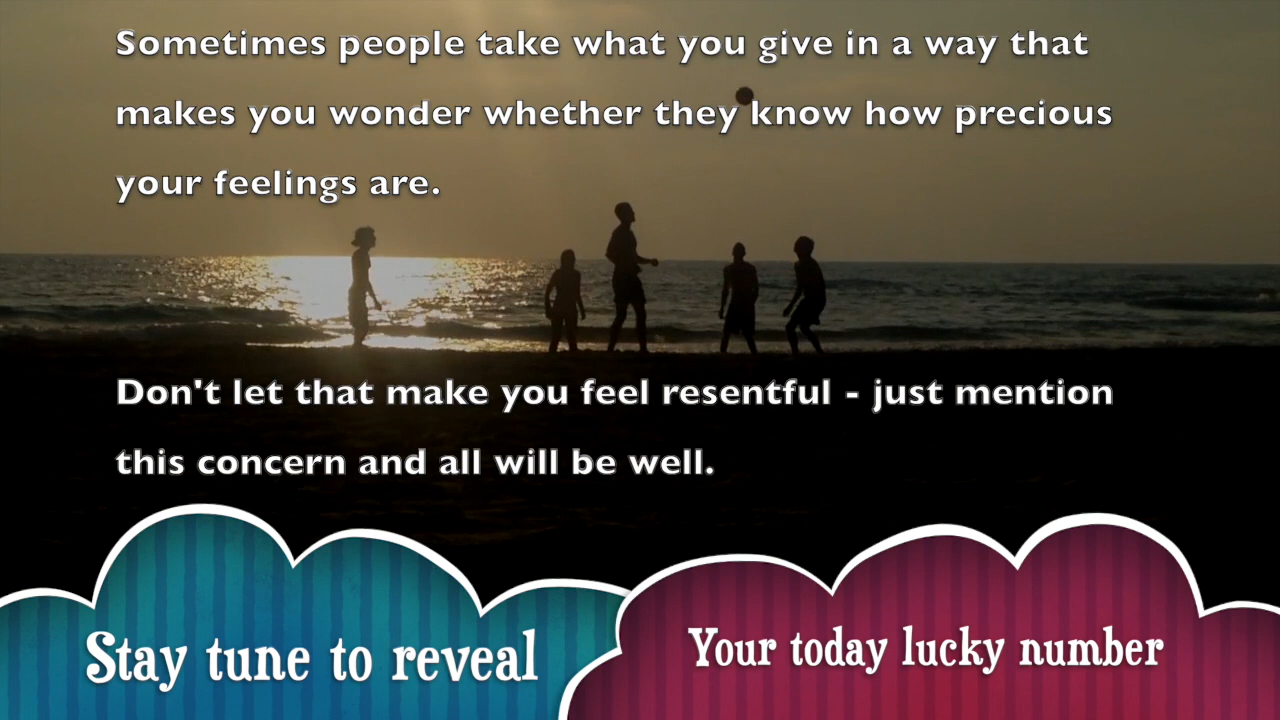 Sometimes people take what you give in a way that
makes you wonder whether they know how precious
your feelings are.
Don't let that make you feel resentful - just mention
this concern and all will be well.
Stay tune to reveal
Your today lucky number